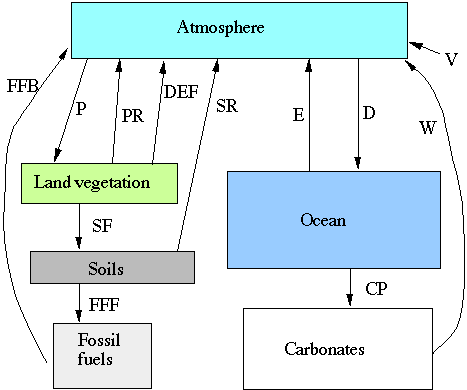 Atmosphere
FFB
P
PR
DEF
SR
E
D
V
W
Land vegetation
SF
Ocean
Soils
FFF
CP
Fossil
fuels
Carbonates